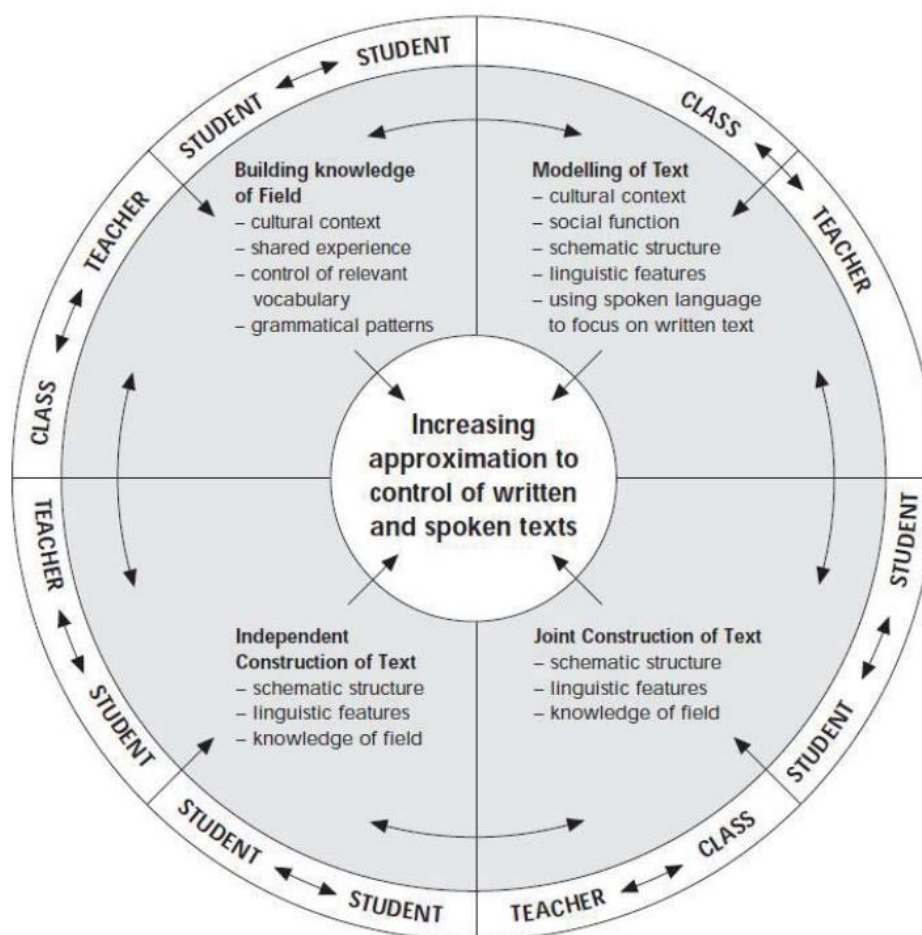 STUDENT
STUDENT
CLASS
TEACHER
TEACHER
CLASS
Building knowledge
of Field
– cultural context
– shared experience
– control of relevant
vocabulary
– grammatical patterns
Modelling of Text
– cultural context
– social function
– schematic structure
– linguistic features
– using spoken language
to focus on written text
Increasing
approximation to
control of written
and spoken texts
Independent
Construction of Text
– schematic structure
– linguistic features
– knowledge of field
Joint Construction of Text
– schematic structure
– linguistic features
– knowledge of field
TEACHER
STUDENT
STUDENT
STUDENT
STUDENT
STUDENT
CLASS
TEACHER